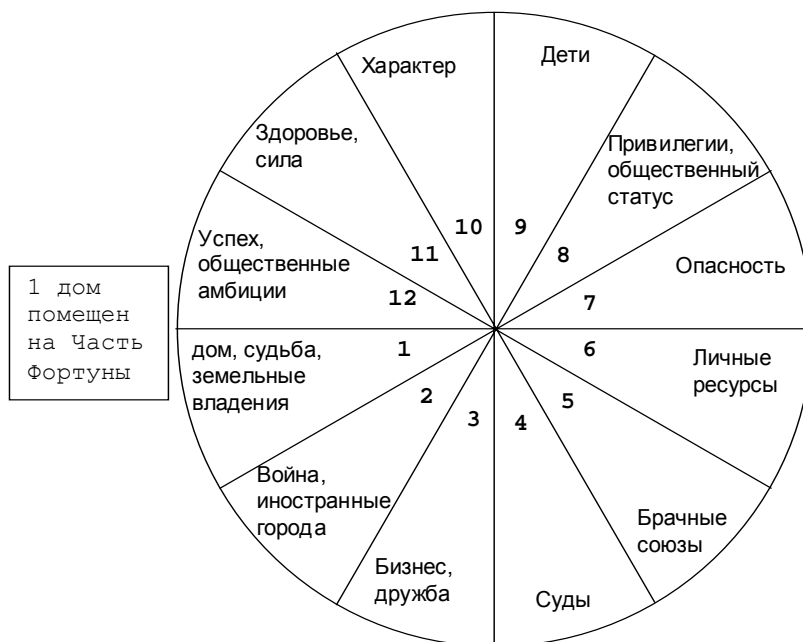 Характер
Дети
Здоровье,
сила
Привилегии,
общественный
статус
Успех,
общественные
амбиции
Опасность
10
9
11
8
12
7
1 дом
помещен
на Часть
Фортуны
дом, судьба,
земельные
владения
1
6
2
5
3
4
Личные
ресурсы
Война,
иностранные
города
Брачные
союзы
Бизнес,
дружба
Суды